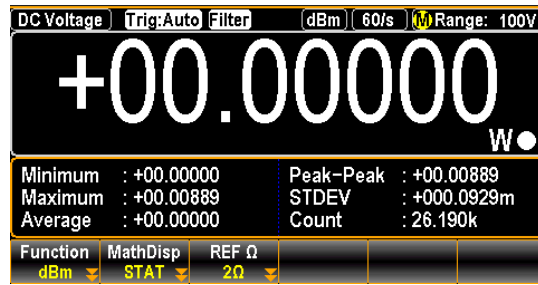 DC Voltage Trig:Auto Filter dBm 60/s M Range: 100V
+00.00000
W
Minimum : +00.00000 Peak-Peak : +00.00889
Maximum : +00.00889 STDEV : +000.0929m
Average : +00.00000 Count : 26.190k
Function MathDisp REF Ω
dBm STAT 2Ω